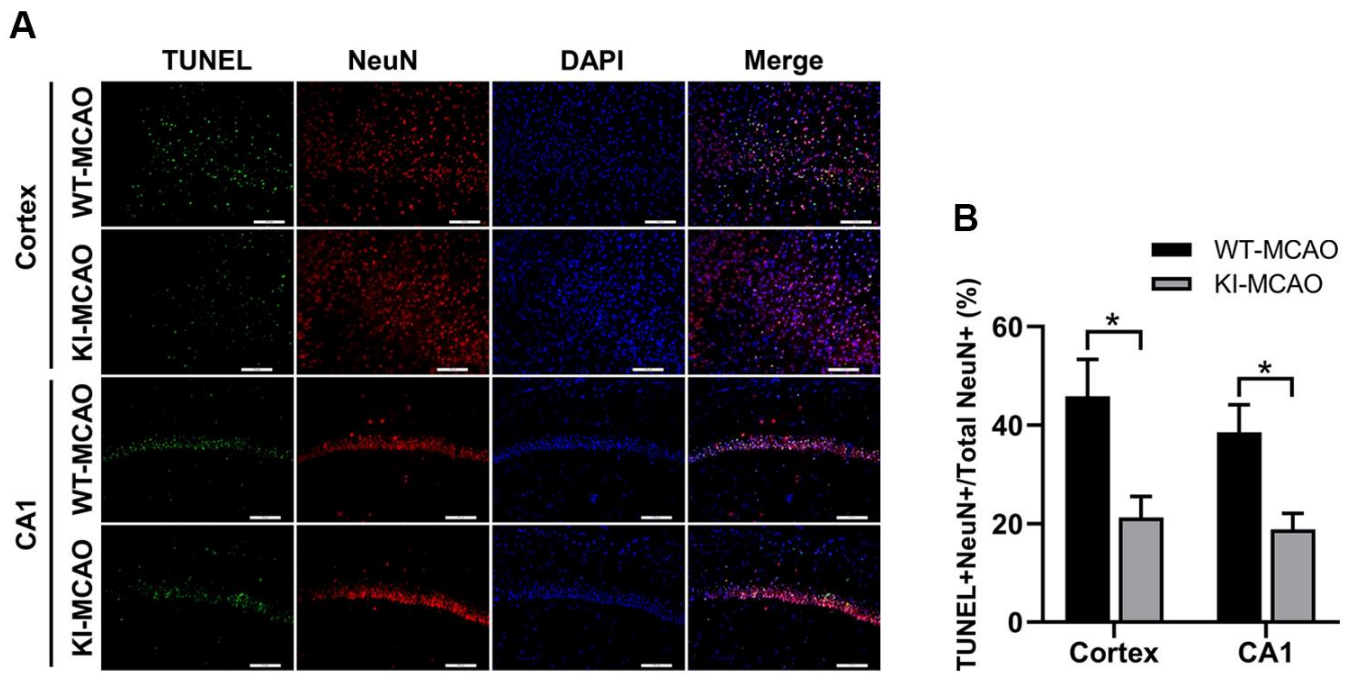 A
TUNEL NeuN DAPI Merge
Cortex
WT-MCAO
KI-MCAO
CA1
WT-MCAO
KI-MCAO
B
WT-MCAO
KI-MCAO
TUNEL+NeuN+/Total NeuN+ (%)
60
40
20
0
*
*
Cortex CA1